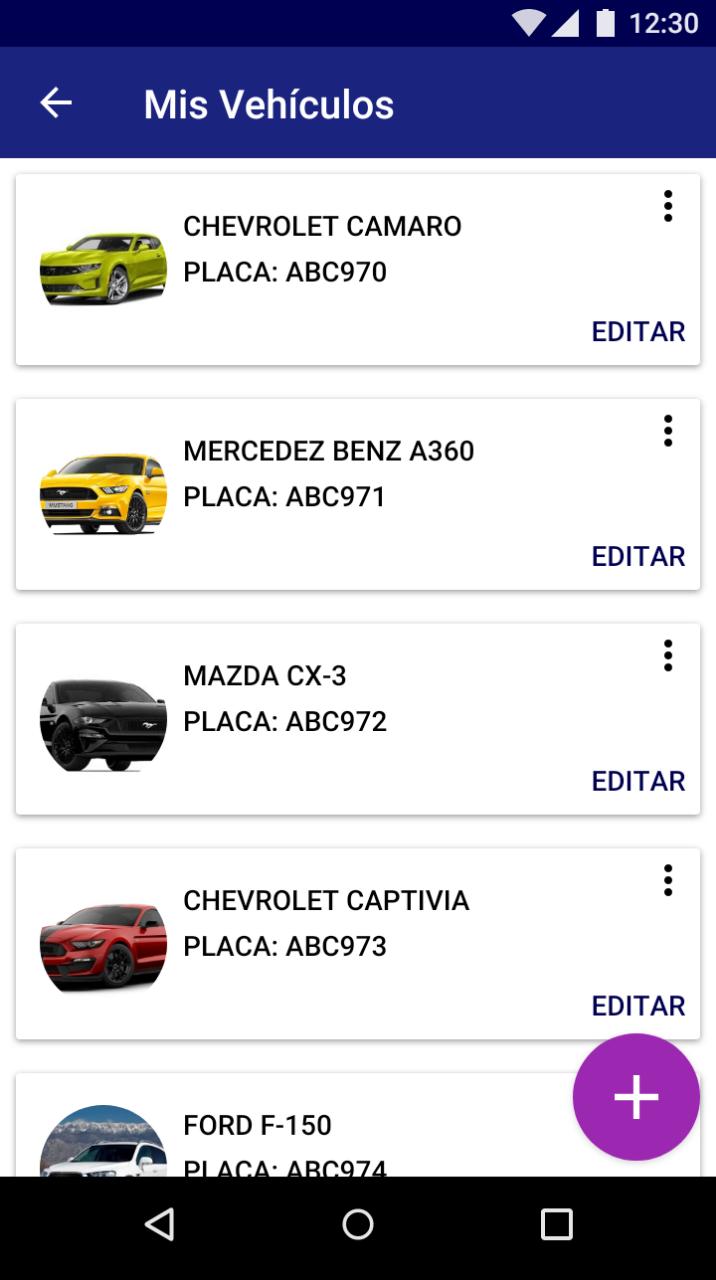 12:30
Mis Vehículos
CHEVROLET CAMARO
PLACA: ABC970
EDITAR
MERCEDEZ BENZ A360
PLACA: ABC971
MUSTANG
EDITAR
MAZDA CX-3
PLACA: ABC972
EDITAR
CHEVROLET CAPTIVIA
PLACA: ABC973
EDITAR
FORD F-150
PLACA: ABC974